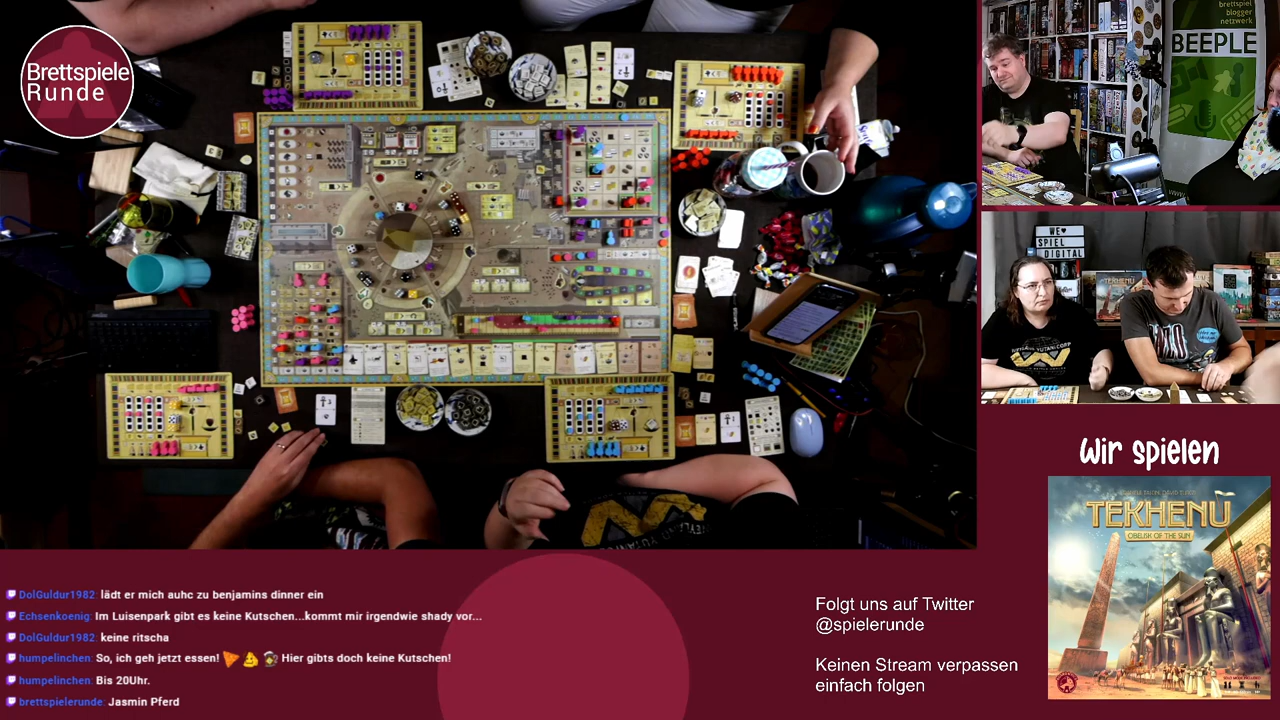 Brettspiele
Runde
brettspiel
blogger
netzwerk
BEEPLE
WE
SPIEL
DIGITAL
Wir spielen
TEKHENU
OBELISK OF THE SUN
DolGuldur1982: lädt er mich auhc zu benjamins dinner ein
Echsenkoenig: Im Luisenpark gibt es keine Kutschen...kommt mir irgendwie shady vor...
DolGuldur1982: keine ritscha
humpelinchen: So, ich geh jetzt essen! Hier gibts doch keine Kutschen!
humpelinchen: Bis 20Uhr.
brettspielerunde: Jasmin Pferd
Folgt uns auf Twitter
@spielerunde
Keinen Stream verpassen
einfach folgen